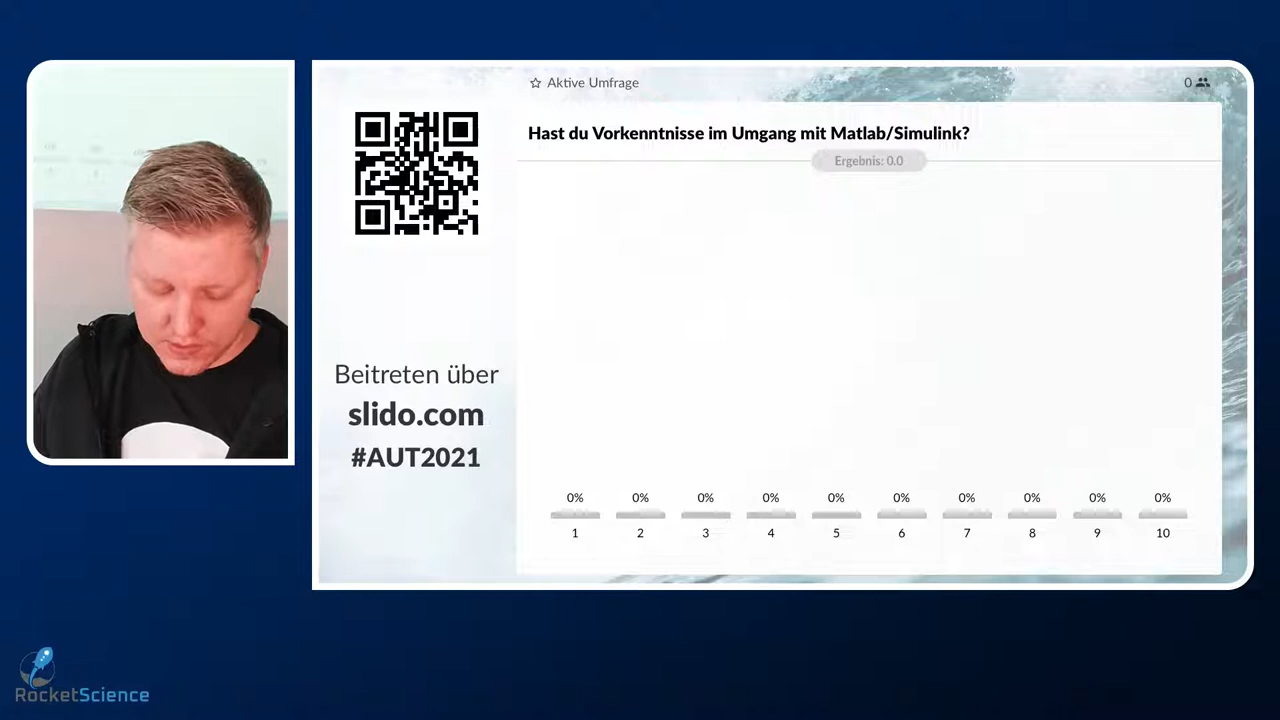 Aktive Umfrage
0
Hast du Vorkenntnisse im Umgang mit Matlab/Simulink?
Ergebnis: 0.0
Beitreten über
slido.com
#AUT2021
0% 0% 0% 0% 0% 0% 0% 0% 0% 0%
1 2 3 4 5 6 7 8 9 10
RocketScience